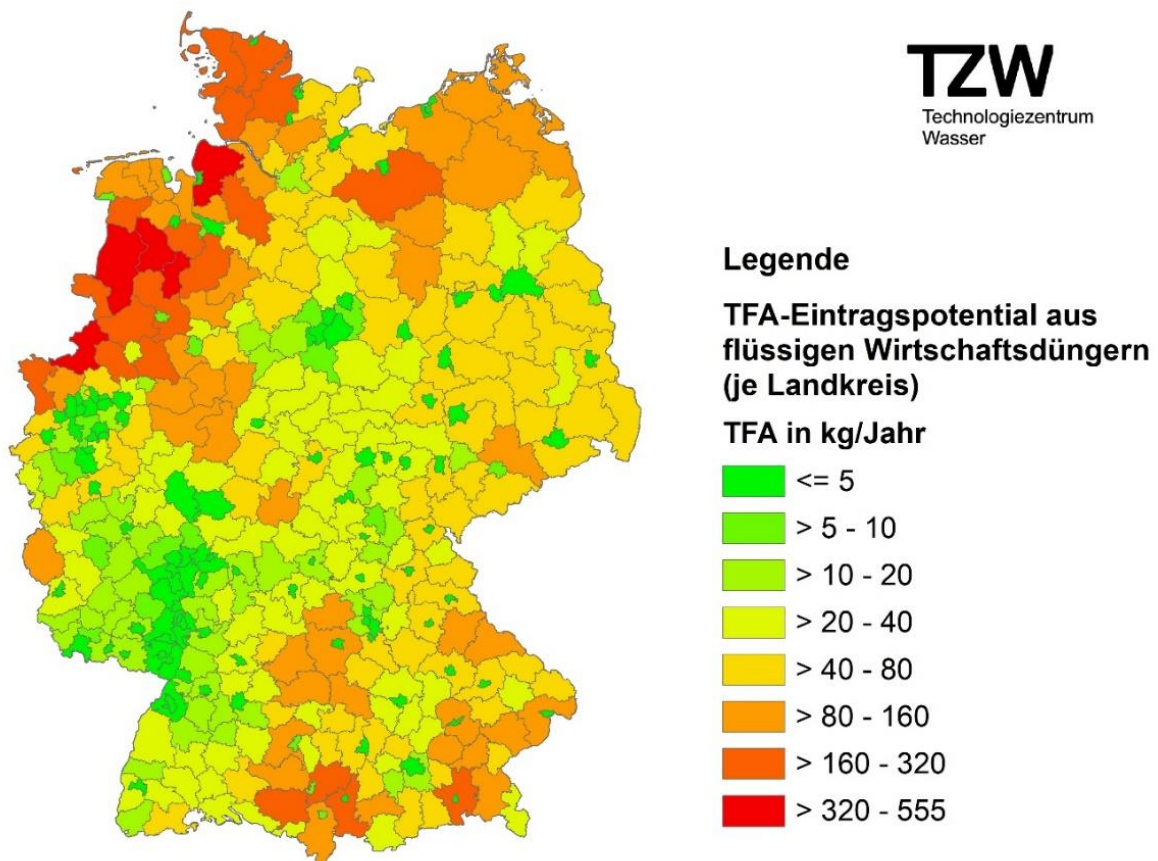 TZW
Technologiezentrum
Wasser
Legende
TFA-Eintragspotential aus
flüssigen Wirtschaftsdüngern
(je Landkreis)
TFA in kg/Jahr
<= 5
> 5 - 10
> 10 - 20
> 20 - 40
> 40 - 80
> 80 - 160
> 160 - 320
> 320 - 555